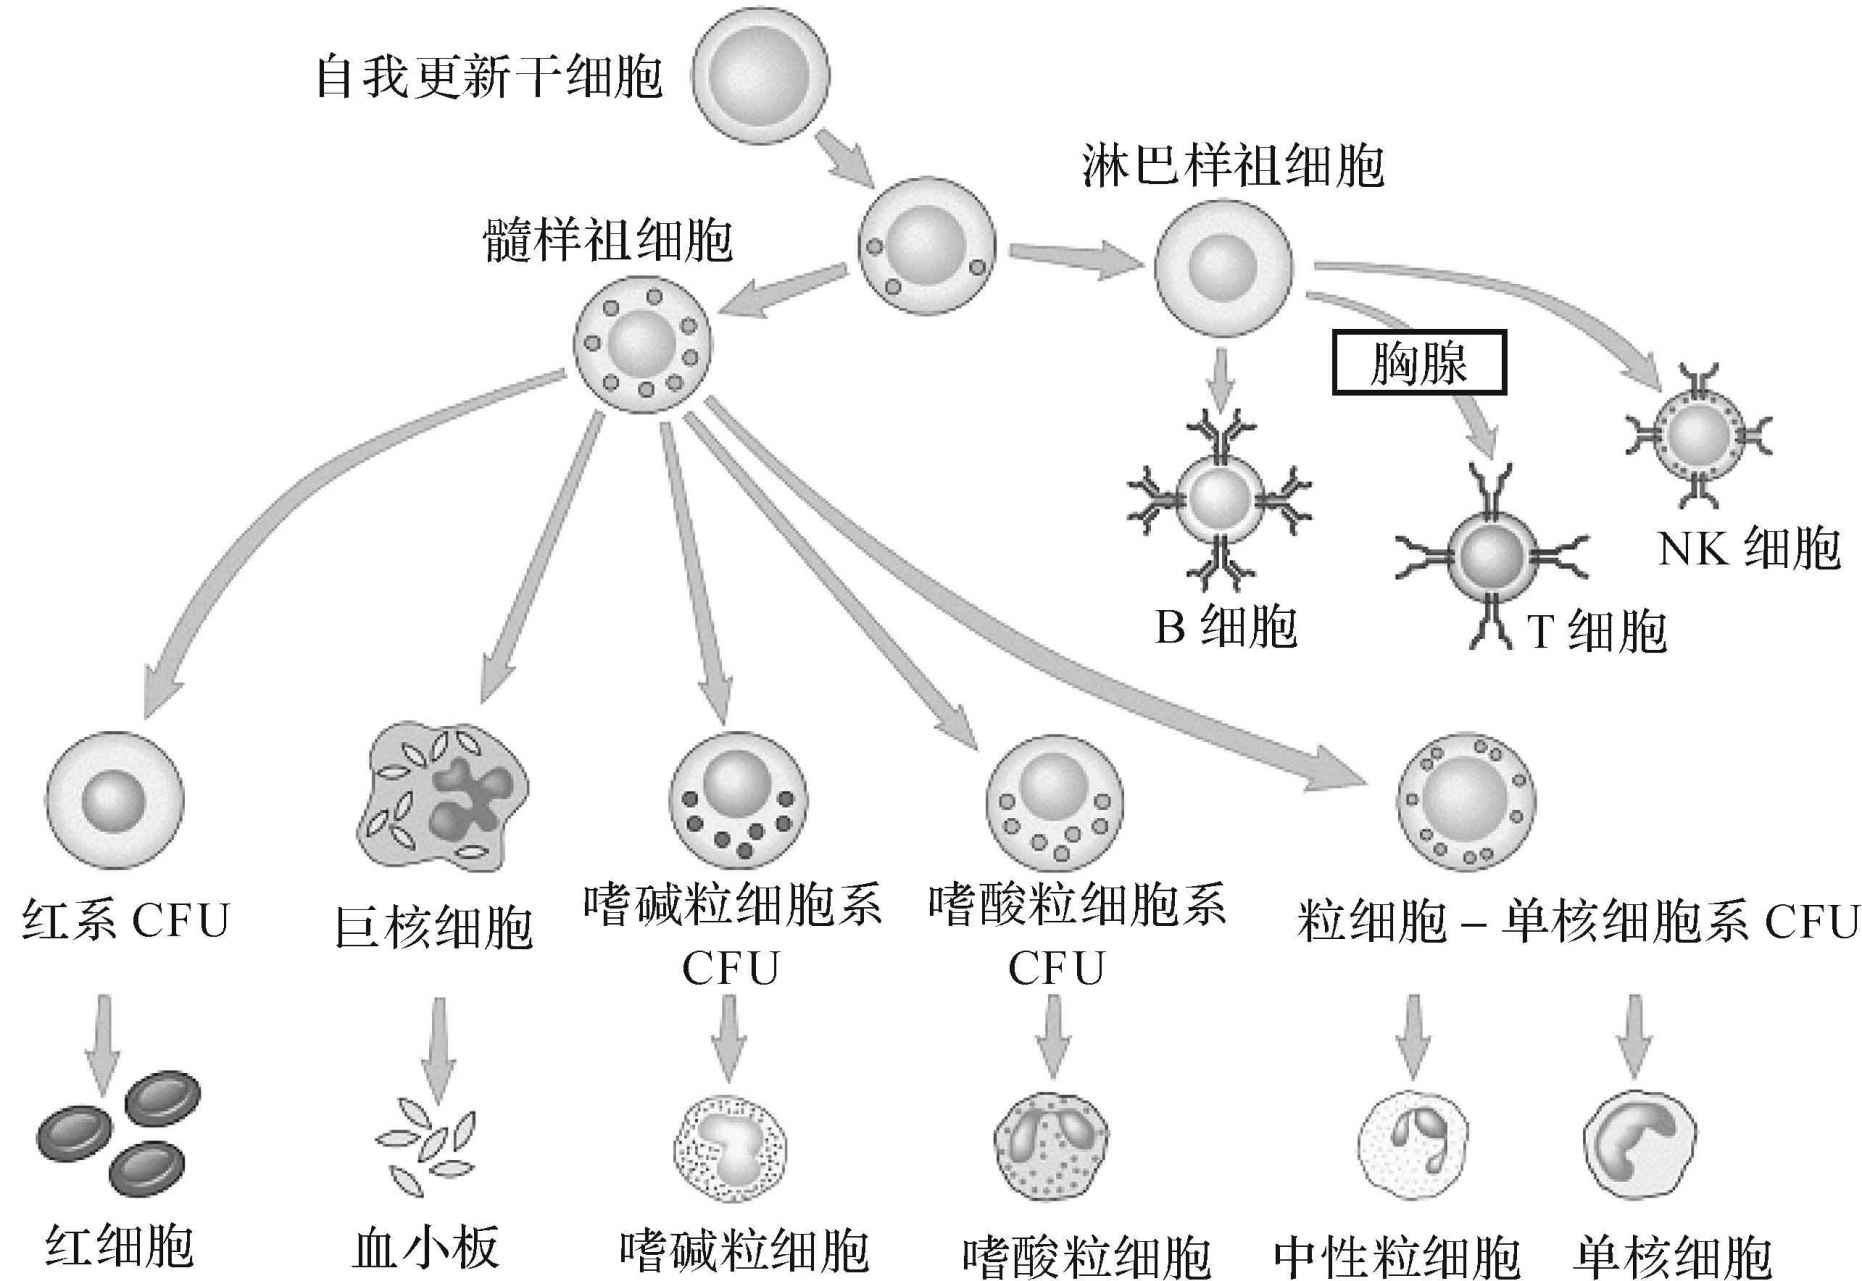 自我更新干细胞
淋巴样祖细胞
髓样祖细胞
胸腺
NK 细胞
B 细胞
T 细胞
红系 CFU
巨核细胞
嗜碱粒细胞系
CFU
嗜酸粒细胞系
CFU
粒细胞－单核细胞系 CFU
红细胞
血小板
嗜碱粒细胞
嗜酸粒细胞
中性粒细胞
单核细胞